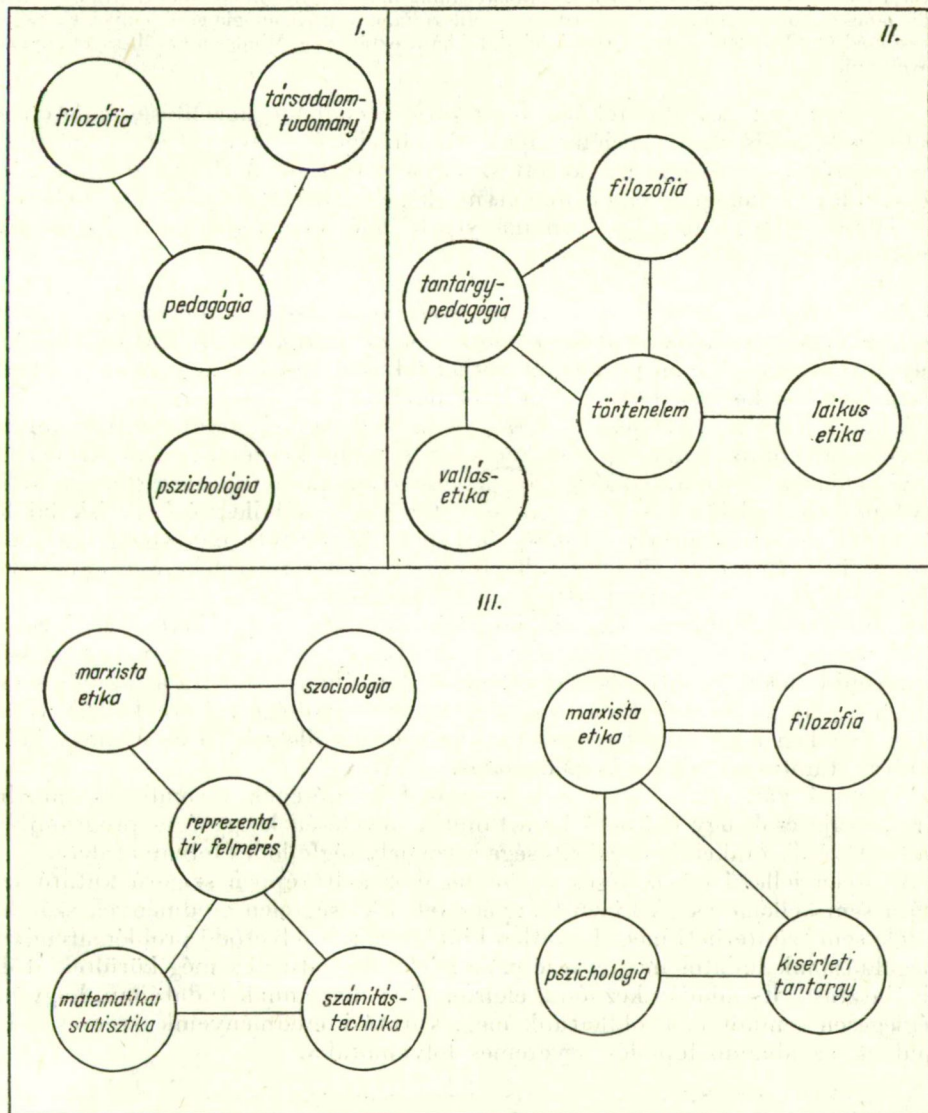 I.
filozófia
társadalom-
tudomány
pedagógia
pszichológia
II.
filozófia
tantárgy-
pedagógia
történelem
laikus
etika
vallás-
etika
III.
marxista
etika
szociológia
reprezenta-
tív felmérés
matematikai
statisztika
számítás-
technika
marxista
etika
filozófia
pszichológia
kisérleti
tantárgy